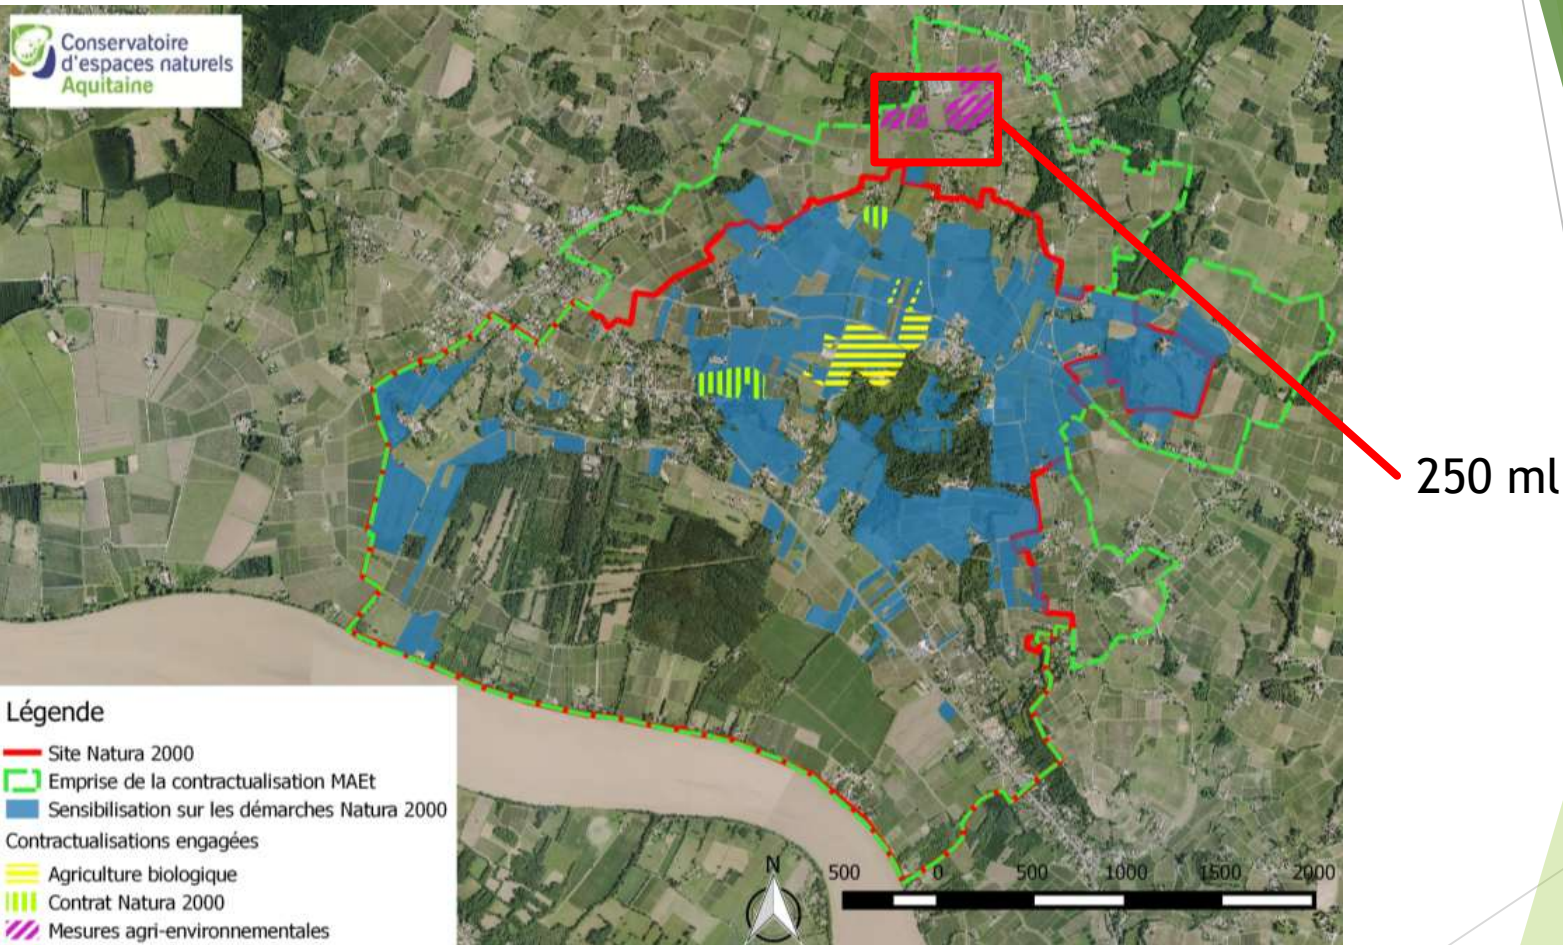 Conservatoire
d'espaces naturels
Aquitaine
250 ml
Légende
Site Natura 2000
Emprise de la contractualisation MAEt
Sensibilisation sur les démarches Natura 2000
Contractualisations engagées
Agriculture biologique
Contrat Natura 2000
Mesures agri-environnementales
N
500 0 500 1000 1500 2000